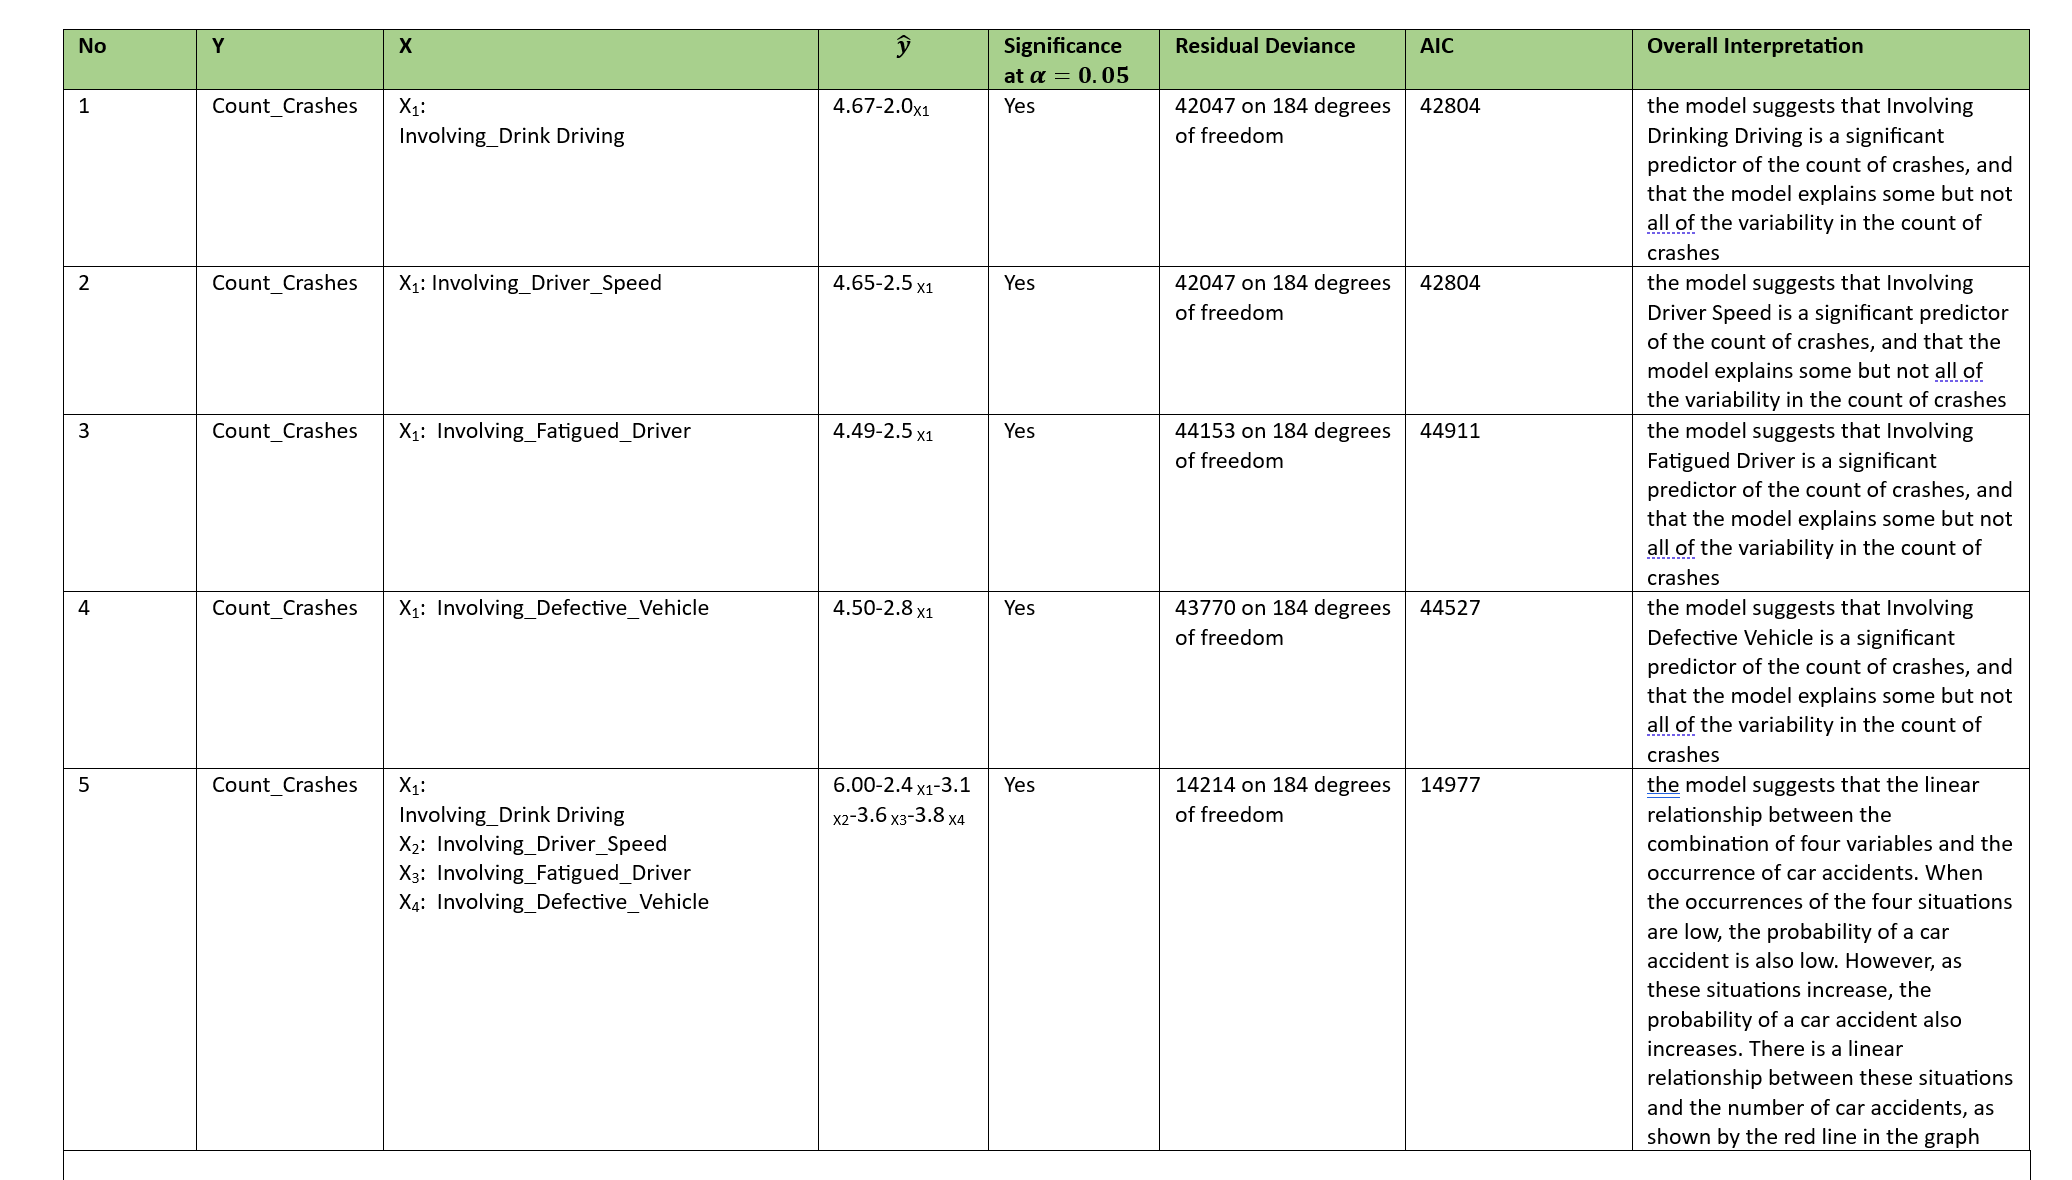 No Y X ŷ Significance at α = 0.05 Residual Deviance AIC Overall Interpretation
1 Count_Crashes X₁: 4.67-2.0X1 Yes 42047 on 184 degrees 42804 the model suggests that Involving
Involving_Drink Driving of freedom Drinking Driving is a significant
predictor of the count of crashes, and
that the model explains some but not
all of the variability in the count of
crashes
2 Count_Crashes X₁: Involving_Driver_Speed 4.65-2.5 X1 Yes 42047 on 184 degrees 42804 the model suggests that Involving
of freedom Driver Speed is a significant predictor
of the count of crashes, and that the
model explains some but not all of
the variability in the count of crashes
3 Count_Crashes X₁: Involving_Fatigued_Driver 4.49-2.5 X1 Yes 44153 on 184 degrees 44911 the model suggests that Involving
of freedom Fatigued Driver is a significant
predictor of the count of crashes, and
that the model explains some but not
all of the variability in the count of
crashes
4 Count_Crashes X₁: Involving_Defective_Vehicle 4.50-2.8 X1 Yes 43770 on 184 degrees 44527 the model suggests that Involving
of freedom Defective Vehicle is a significant
predictor of the count of crashes, and
that the model explains some but not
all of the variability in the count of
crashes
5 Count_Crashes X₁: 6.00-2.4 X1-3.1 Yes 14214 on 184 degrees 14977 the model suggests that the linear
Involving_Drink Driving X2-3.6 X3-3.8 X4 of freedom relationship between the
X₂: Involving_Driver_Speed combination of four variables and the
X₃: Involving_Fatigued_Driver occurrence of car accidents. When
X₄: Involving_Defective_Vehicle the occurrences of the four situations
are low, the probability of a car
accident is also low. However, as
these situations increase, the
probability of a car accident also
increases. There is a linear
relationship between these situations
and the number of car accidents, as
shown by the red line in the graph